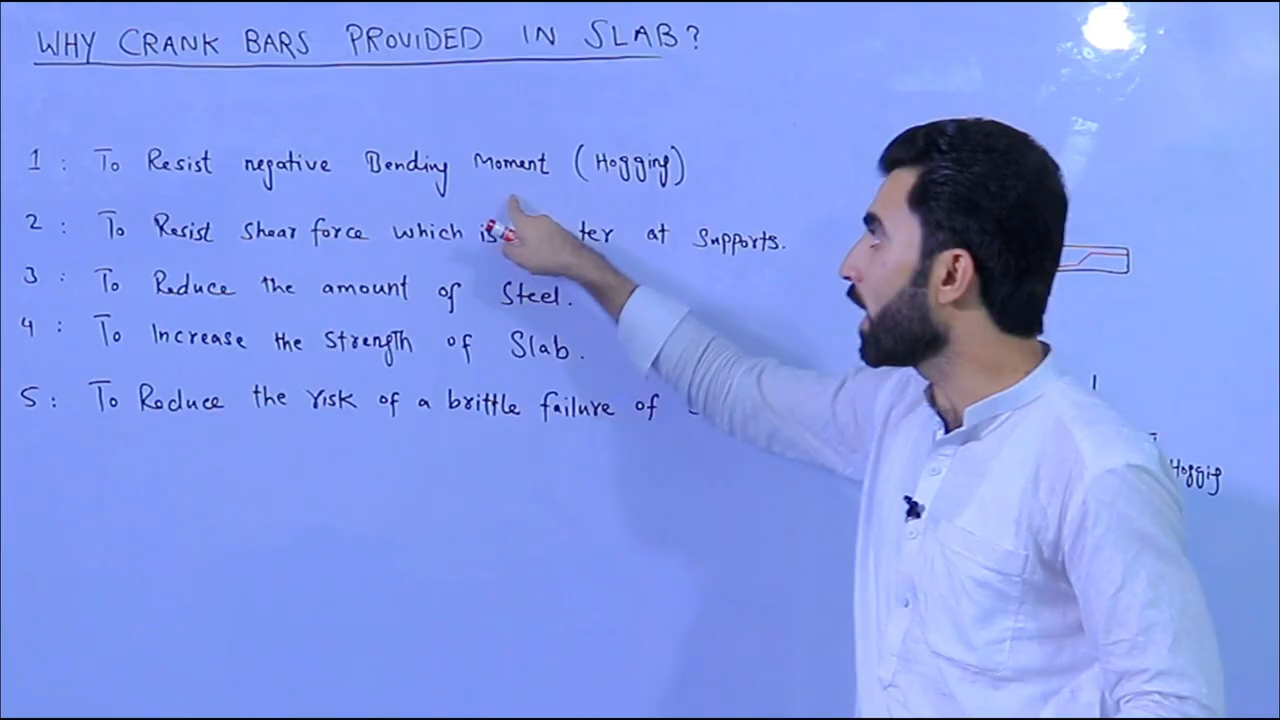 WHY CRANK BARS PROVIDED IN SLAB?
1 : To Resist negative Bending Moment (Hogging)
2 : To Resist shear force which is ter at supports.
3 : To Reduce the amount of Steel.
4 : To Increase the strength of Slab.
5 : To Reduce the risk of a brittle failure of
Hoggig